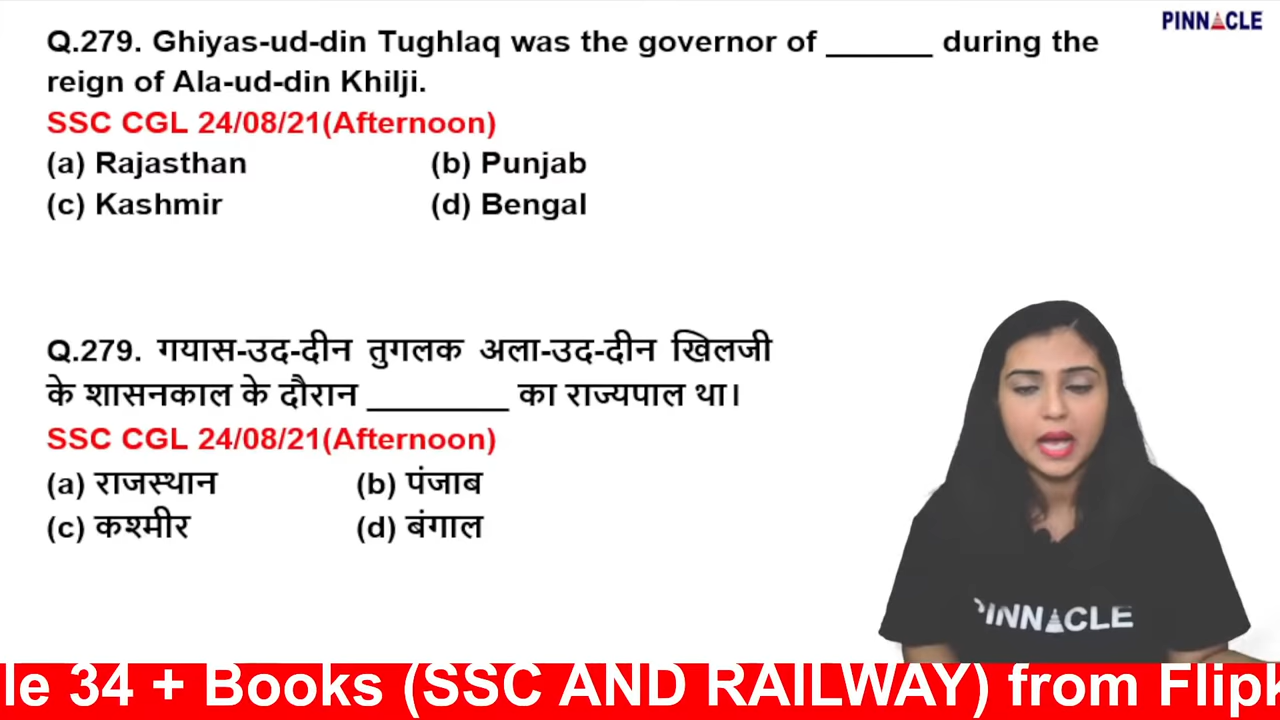 PINNACLE
Q.279. Ghiyas-ud-din Tughlaq was the governor of ______ during the
reign of Ala-ud-din Khilji.
SSC CGL 24/08/21(Afternoon)
(a) Rajasthan (b) Punjab
(c) Kashmir (d) Bengal
Q.279. गयास-उद-दीन तुगलक अला-उद-दीन खिलजी
के शासनकाल के दौरान ________ का राज्यपाल था।
SSC CGL 24/08/21(Afternoon)
(a) राजस्थान (b) पंजाब
(c) कश्मीर (d) बंगाल
PINNACLE
le 34 + Books (SSC AND RAILWAY) from Flipk